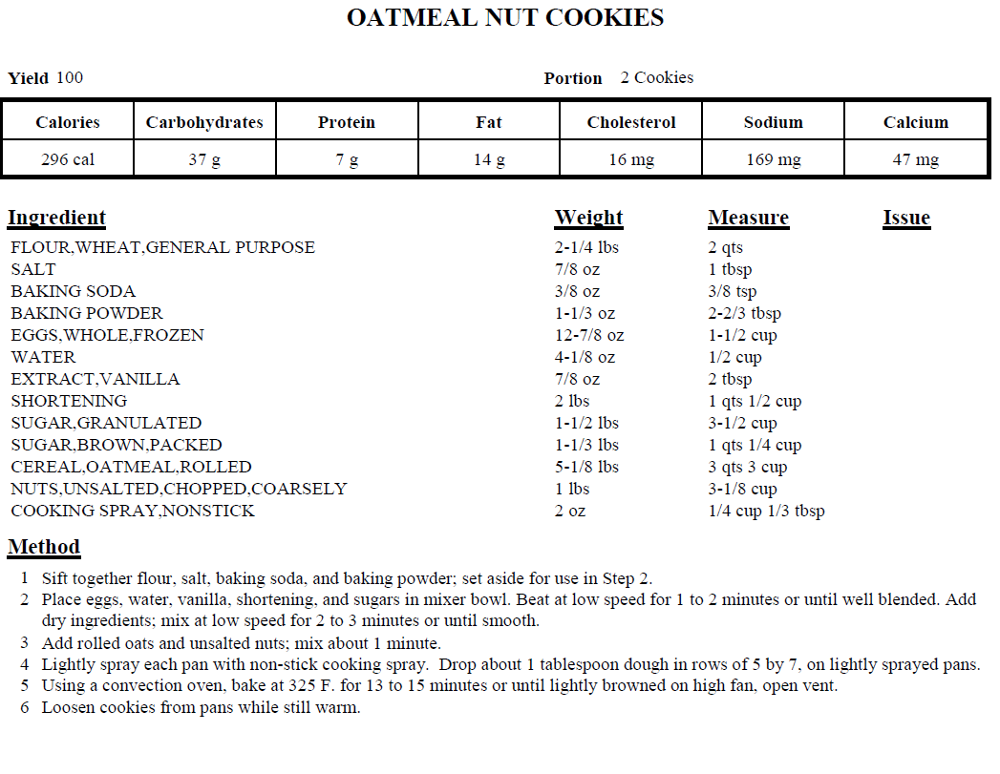 OATMEAL NUT COOKIES
Yield 100 Portion 2 Cookies
Calories Carbohydrates Protein Fat Cholesterol Sodium Calcium
296 cal 37 g 7 g 14 g 16 mg 169 mg 47 mg
Ingredient Weight Measure Issue
FLOUR,WHEAT,GENERAL PURPOSE 2-1/4 lbs 2 qts
SALT 7/8 oz 1 tbsp
BAKING SODA 3/8 oz 3/8 tsp
BAKING POWDER 1-1/3 oz 2-2/3 tbsp
EGGS,WHOLE,FROZEN 12-7/8 oz 1-1/2 cup
WATER 4-1/8 oz 1/2 cup
EXTRACT,VANILLA 7/8 oz 2 tbsp
SHORTENING 2 lbs 1 qts 1/2 cup
SUGAR,GRANULATED 1-1/2 lbs 3-1/2 cup
SUGAR,BROWN,PACKED 1-1/3 lbs 1 qts 1/4 cup
CEREAL,OATMEAL,ROLLED 5-1/8 lbs 3 qts 3 cup
NUTS,UNSALTED,CHOPPED,COARSELY 1 lbs 3-1/8 cup
COOKING SPRAY,NONSTICK 2 oz 1/4 cup 1/3 tbsp
Method
1 Sift together flour, salt, baking soda, and baking powder; set aside for use in Step 2.
2 Place eggs, water, vanilla, shortening, and sugars in mixer bowl. Beat at low speed for 1 to 2 minutes or until well blended. Add
dry ingredients; mix at low speed for 2 to 3 minutes or until smooth.
3 Add rolled oats and unsalted nuts; mix about 1 minute.
4 Lightly spray each pan with non-stick cooking spray. Drop about 1 tablespoon dough in rows of 5 by 7, on lightly sprayed pans.
5 Using a convection oven, bake at 325 F. for 13 to 15 minutes or until lightly browned on high fan, open vent.
6 Loosen cookies from pans while still warm.